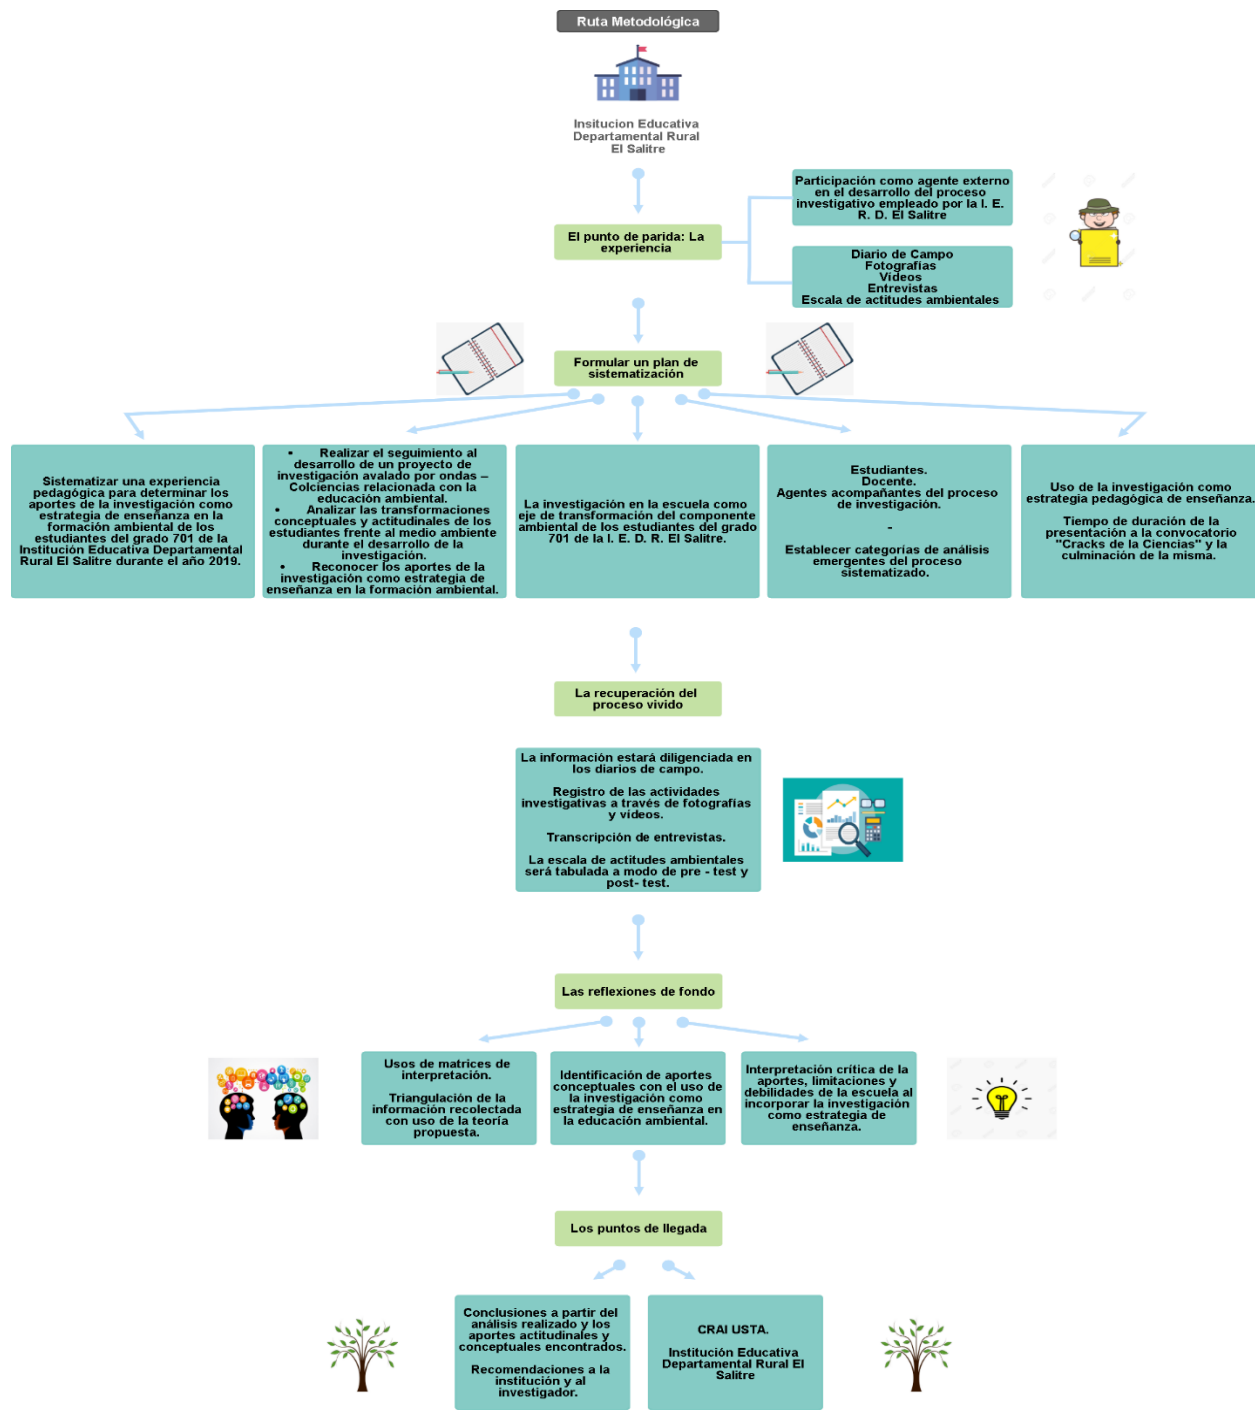 Ruta Metodológica
Insitucion Educativa
Departamental Rural
El Salitre
El punto de parida: La
experiencia
Participación como agente externo
en el desarrollo del proceso
investigativo empleado por la I. E.
R. D. El Salitre
Diario de Campo
Fotografías
Vídeos
Entrevistas
Escala de actitudes ambientales
Formular un plan de
sistematización
Sistematizar una experiencia
pedagógica para determinar los
aportes de la investigación como
estrategia de enseñanza en la
formación ambiental de los
estudiantes del grado 701 de la
Institución Educativa Departamental
Rural El Salitre durante el año 2019.
• Realizar el seguimiento al
desarrollo de un proyecto de
investigación avalado por ondas –
Colciencias relacionada con la
educación ambiental.
• Analizar las transformaciones
conceptuales y actitudinales de los
estudiantes frente al medio ambiente
durante el desarrollo de la
investigación.
• Reconocer los aportes de la
investigación como estrategia de
enseñanza en la formación ambiental.
La investigación en la escuela como
eje de transformación del componente
ambiental de los estudiantes del grado
701 de la I. E. D. R. El Salitre.
Estudiantes.
Docente.
Agentes acompañantes del proceso
de investigación.
-
Establecer categorías de análisis
emergentes del proceso
sistematizado.
Uso de la investigación como
estrategia pedagógica de enseñanza.
Tiempo de duración de la
presentación a la convocatorio
"Cracks de la Ciencias" y la
culminación de la misma.
La recuperación del
proceso vivido
La información estará diligenciada en
los diarios de campo.
Registro de las actividades
investigativas a través de fotografías
y vídeos.
Transcripción de entrevistas.
La escala de actitudes ambientales
será tabulada a modo de pre - test y
post- test.
Las reflexiones de fondo
Usos de matrices de
interpretación.
Triangulación de la
información recolectada
con uso de la teoría
propuesta.
Identificación de aportes
conceptuales con el uso de
la investigación como
estrategia de enseñanza en
la educación ambiental.
Interpretación crítica de la
aportes, limitaciones y
debilidades de la escuela al
incorporar la investigación
como estrategia de
enseñanza.
Los puntos de llegada
Conclusiones a partir del
análisis realizado y los
aportes actitudinales y
conceptuales encontrados.
Recomendaciones a la
institución y al
investigador.
CRAI USTA.
Institución Educativa
Departamental Rural El
Salitre